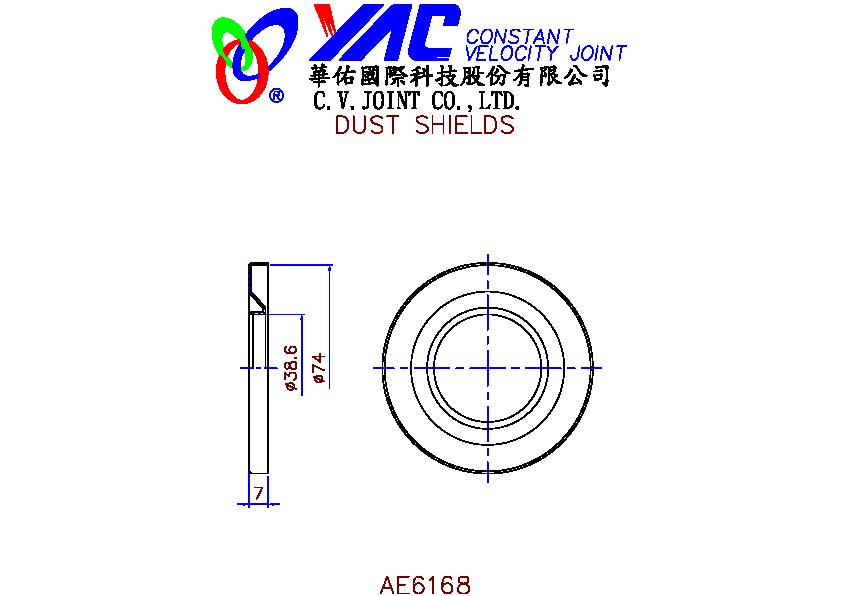 YAC CONSTANT
VELOCITY JOINT
華佑國際科技股份有限公司
®
C.V.JOINT CO.,LTD.
DUST SHIELDS
ø38.6
ø74
7
AE6168